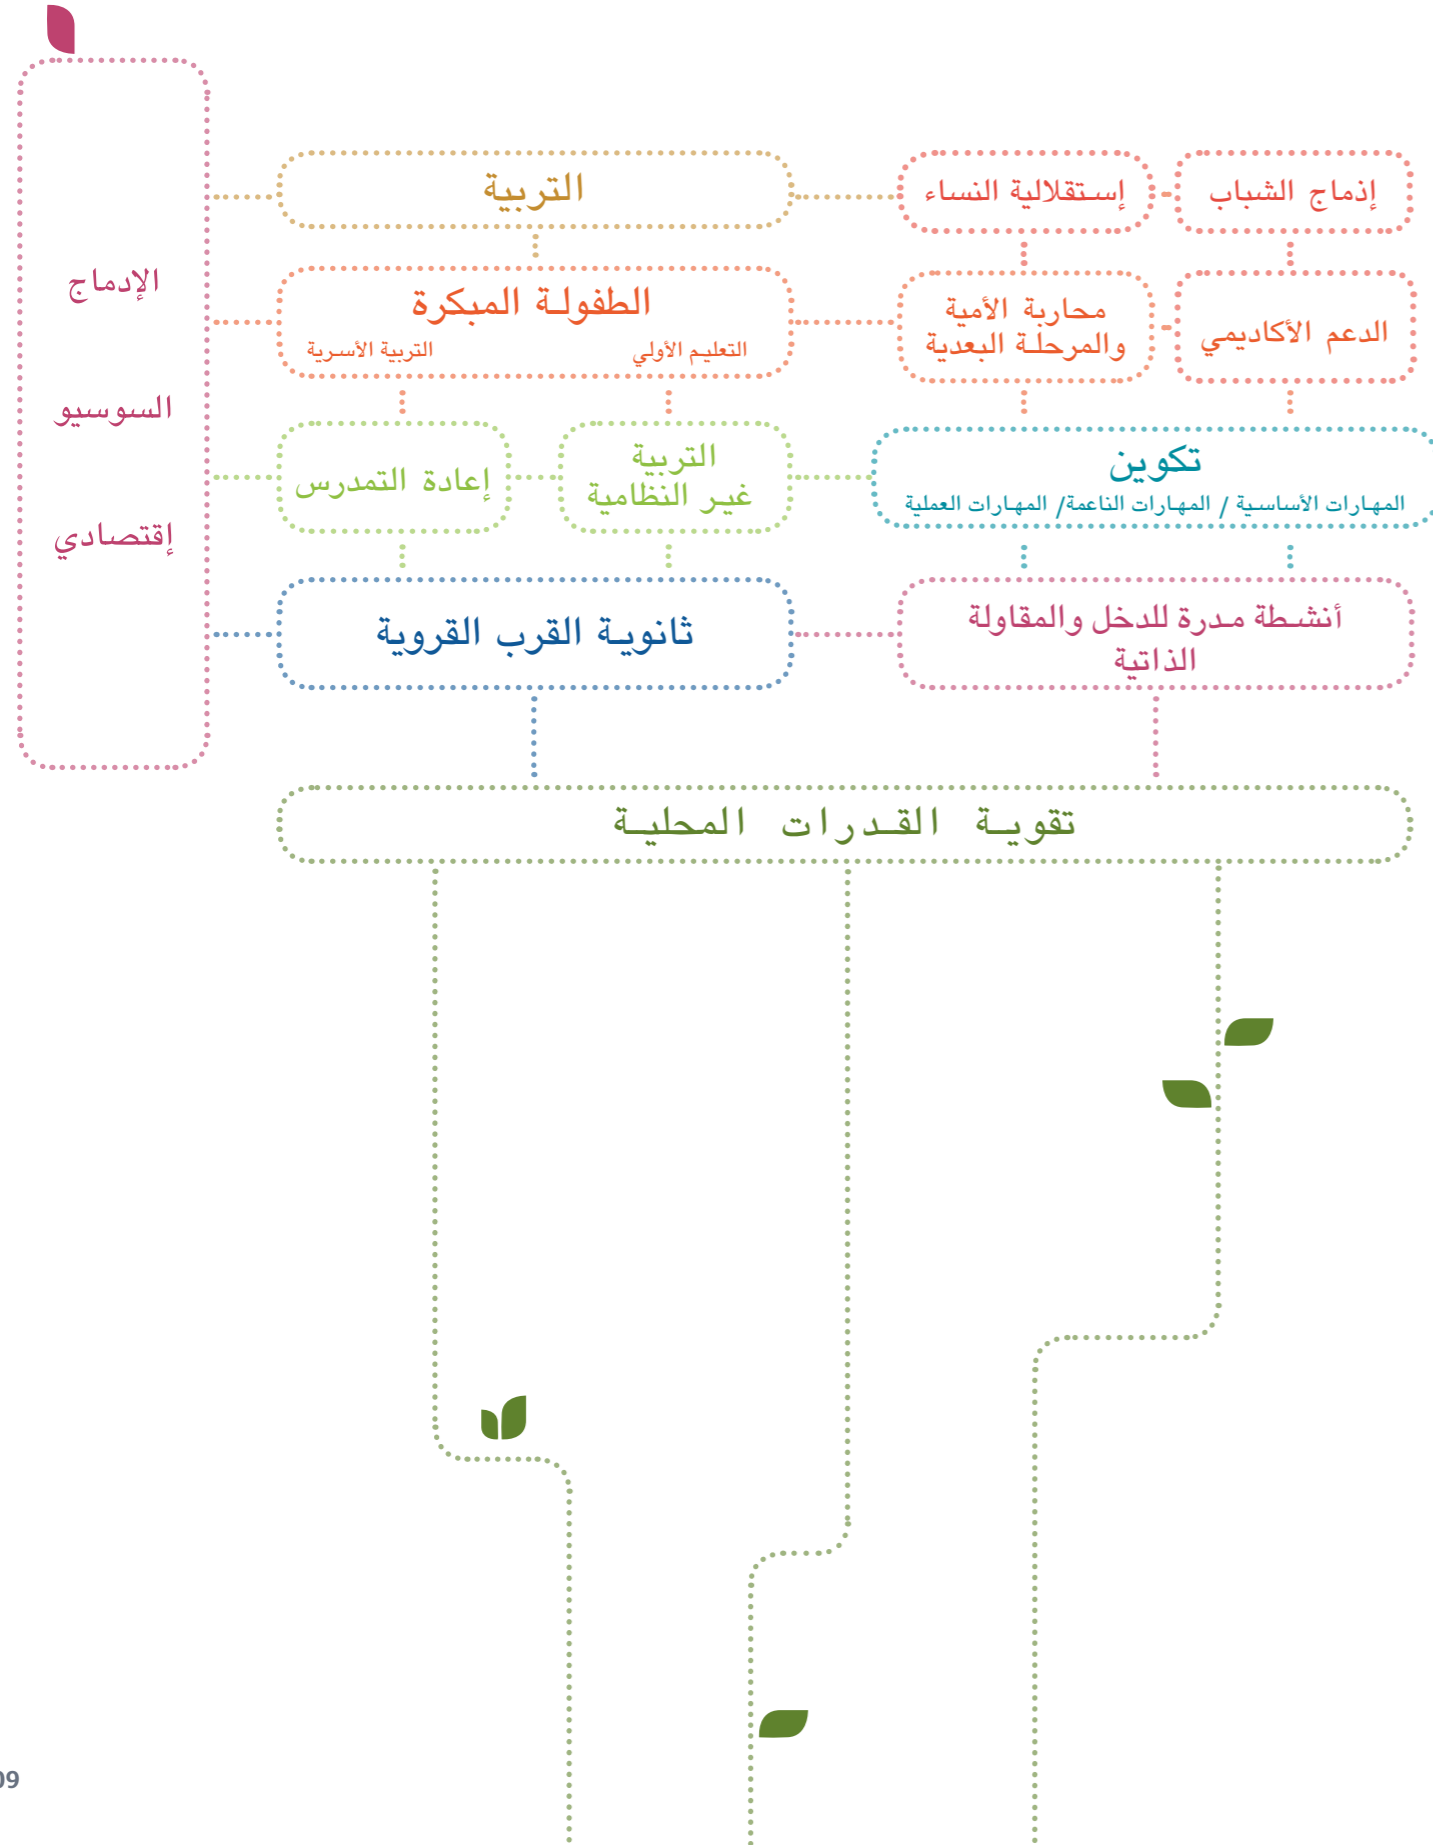 إذماج الشباب
إستقلالية النساء
التربية
الدعم الأكاديمي
محاربة الأمية
والمرحلة البعدية
الطفولة المبكرة
التعليم الأولي
التربية الأسرية
تكوين
المهارات الأساسية / المهارات الناعمة/ المهارات العملية
التربية
غير النظامية
إعادة التمدرس
أنشطة مدرة للدخل والمقاولة
الذاتية
ثانوية القرب القروية
الإدماج
السوسيو
إقتصادي
تقوية القدرات المحلية
09